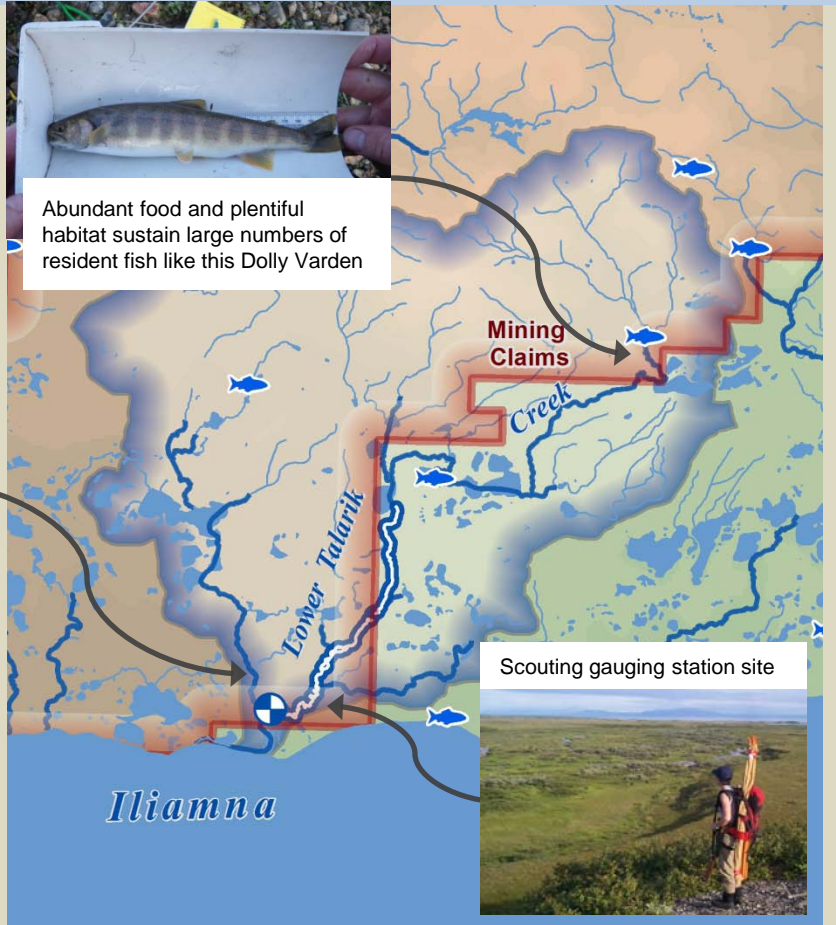 Abundant food and plentiful
habitat sustain large numbers of
resident fish like this Dolly Varden
Mining
Claims
Creek
Lower Talarik
Scouting gauging station site
Iliamna